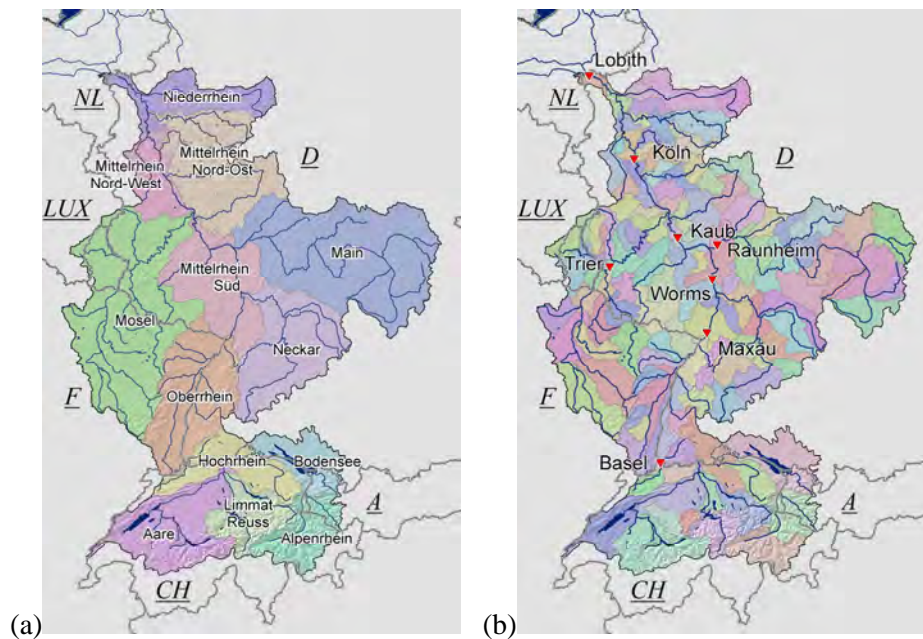 NL
Niederrhein
Mittelrhein
Nord-Ost
D
Mittelrhein
Nord-West
LUX
Main
Mittelrhein
Süd
Mosel
Neckar
F
Oberrhein
Hochrhein
Bodensee
Limmat
Reuss
A
Aare
Alpenrhein
CH
(a)
Lobith
NL
D
Köln
LUX
Kaub
Raunheim
Trier
Worms
Maxau
F
Basel
A
CH
(b)